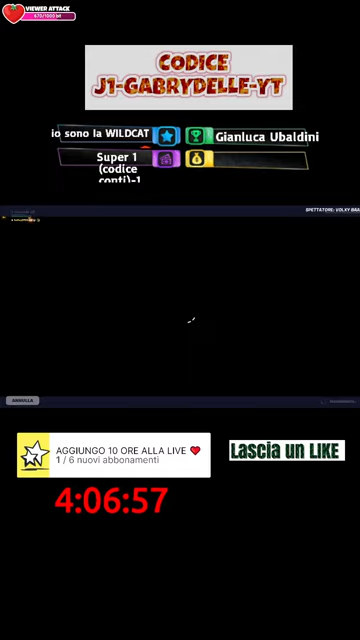 VIEWER ATTACK
670/1000 bit
CODICE
J1-GABRYDELLE-YT
io sono la WILDCAT
Gianluca Ubaldini
Super 1
(codice
conti)-1
SPETTATORE: VOLKY BRA
ANNULLA
AGGIUNGO 10 ORE ALLA LIVE ❤️
1 / 6 nuovi abbonamenti
Lascia un LIKE
4:06:57